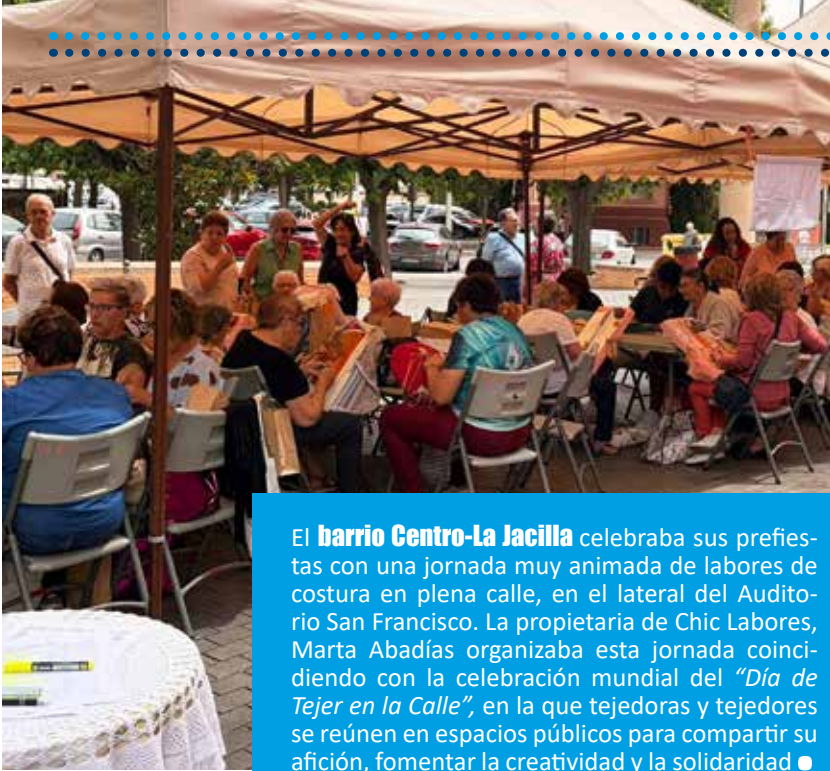 El barrio Centro-La Jacilla celebraba sus prefies-
tas con una jornada muy animada de labores de
costura en plena calle, en el lateral del Audito-
rio San Francisco. La propietaria de Chic Labores,
Marta Abadías organizaba esta jornada coinci-
diendo con la celebración mundial del “Día de
Tejer en la Calle”, en la que tejedoras y tejedores
se reúnen en espacios públicos para compartir su
afición, fomentar la creatividad y la solidaridad